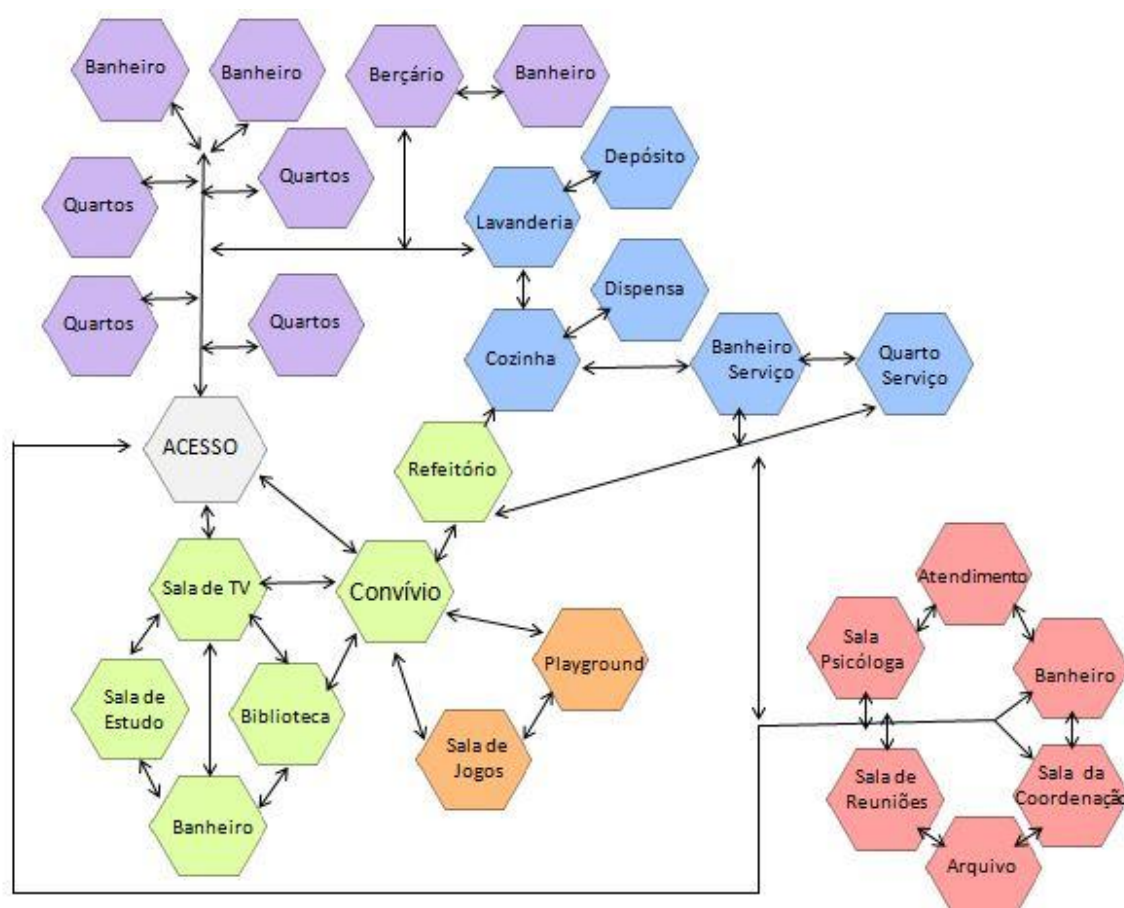 Banheiro
Banheiro
Berçário
Banheiro
Depósito
Quartos
Quartos
Lavanderia
Dispensa
Quartos
Quartos
Cozinha
Banheiro
Serviço
Quarto
Serviço
ACESSO
Refeitório
Sala de TV
Convívio
Atendimento
Sala
Psicóloga
Playground
Banheiro
Sala de
Estudo
Biblioteca
Sala de
Jogos
Sala de
Reuniões
Sala da
Coordenação
Banheiro
Arquivo